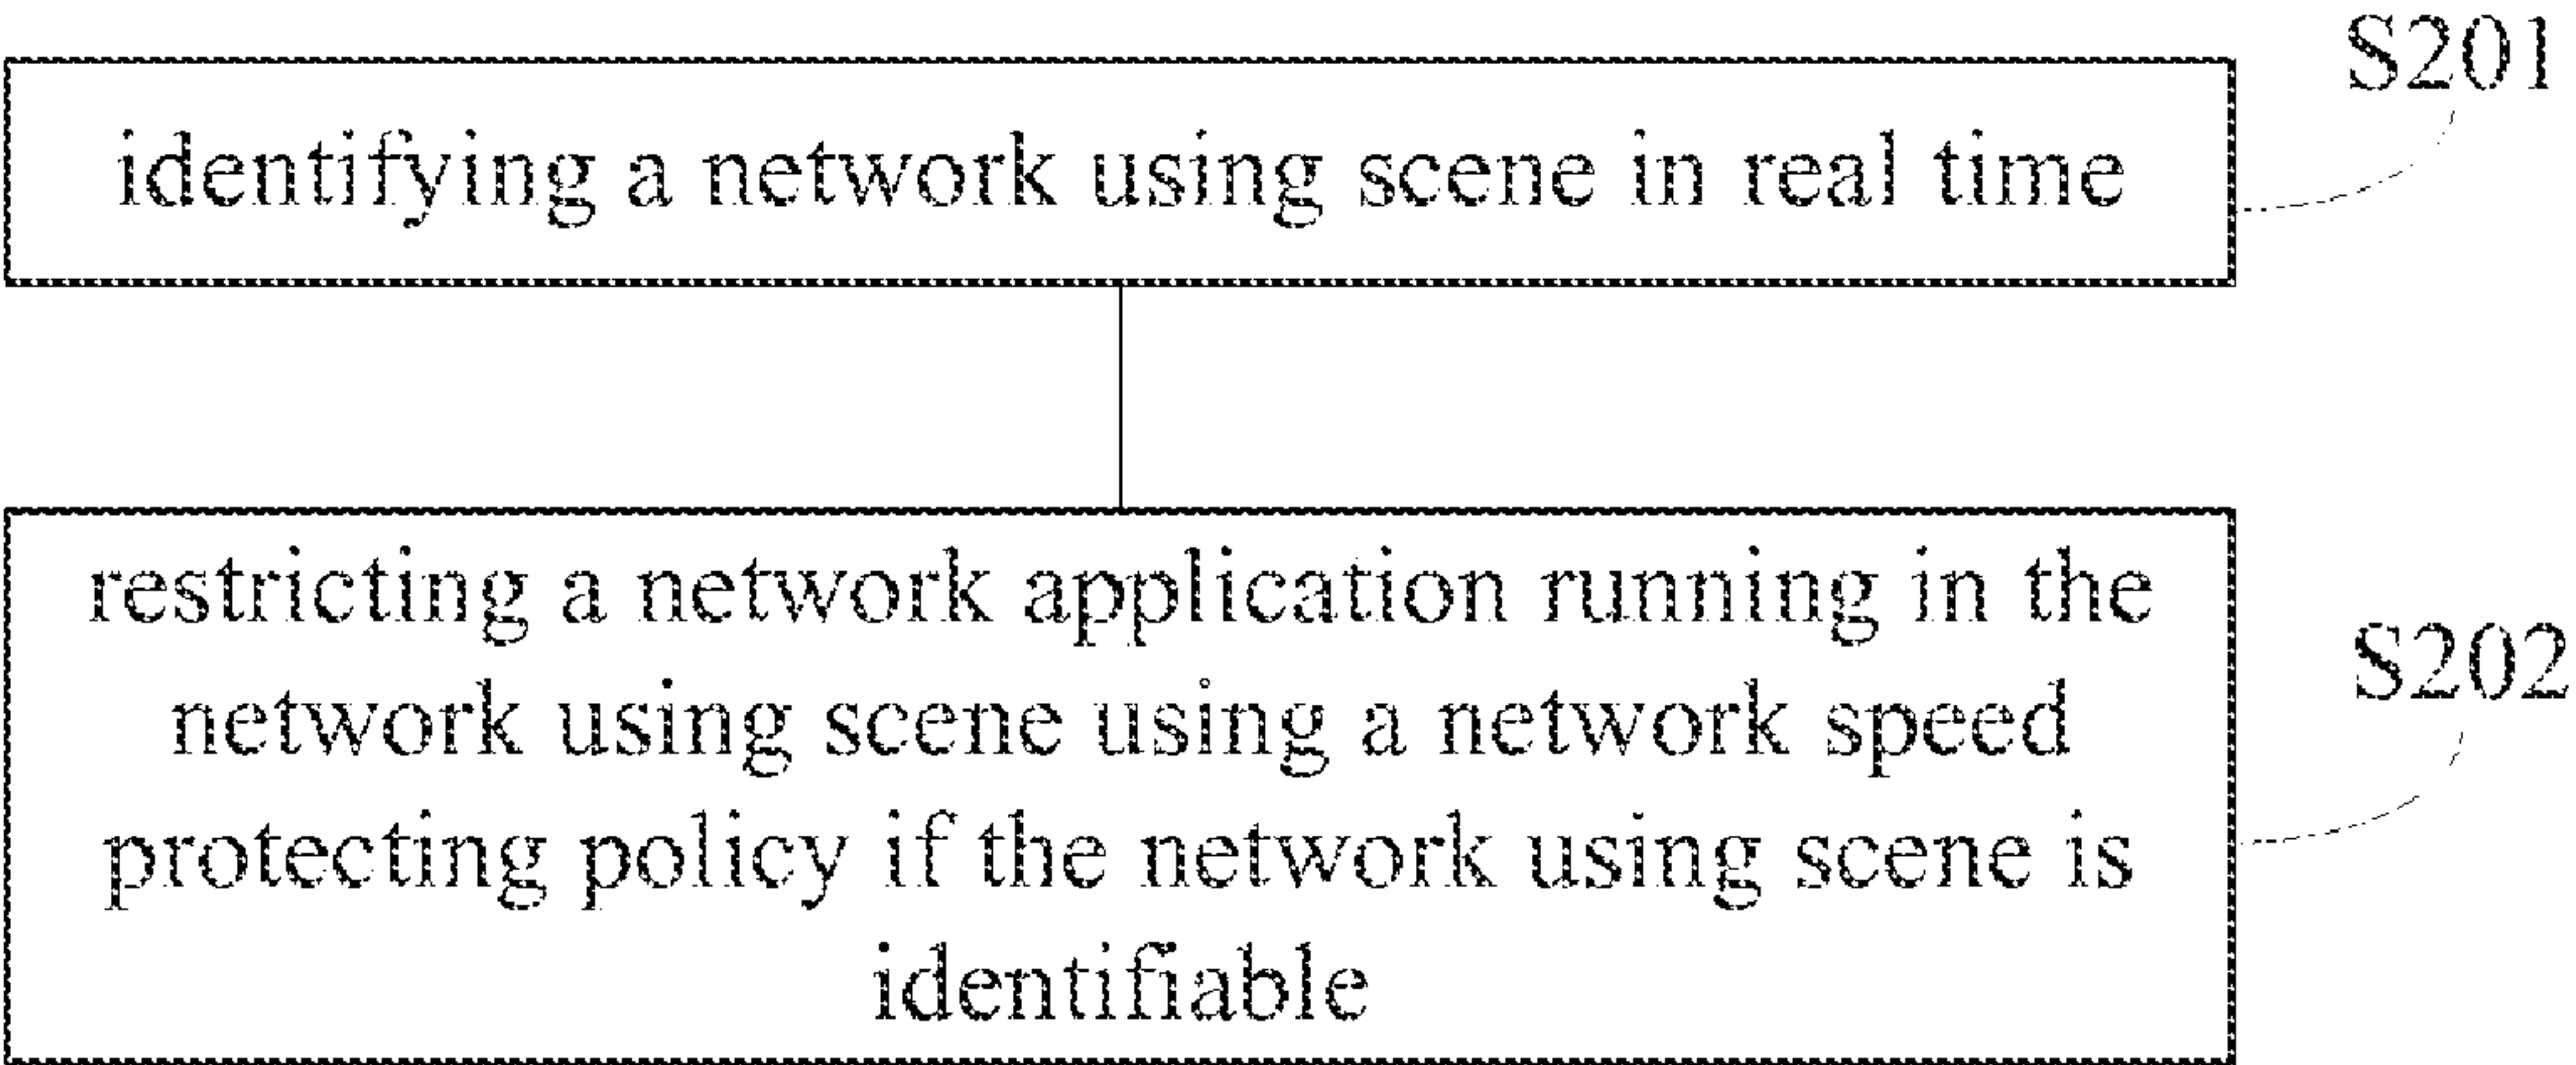 S201
identifying a network using scene in real time
restricting a network application running in the
network using scene using a network speed
S202
protecting policy if the network using scene is
identifiable